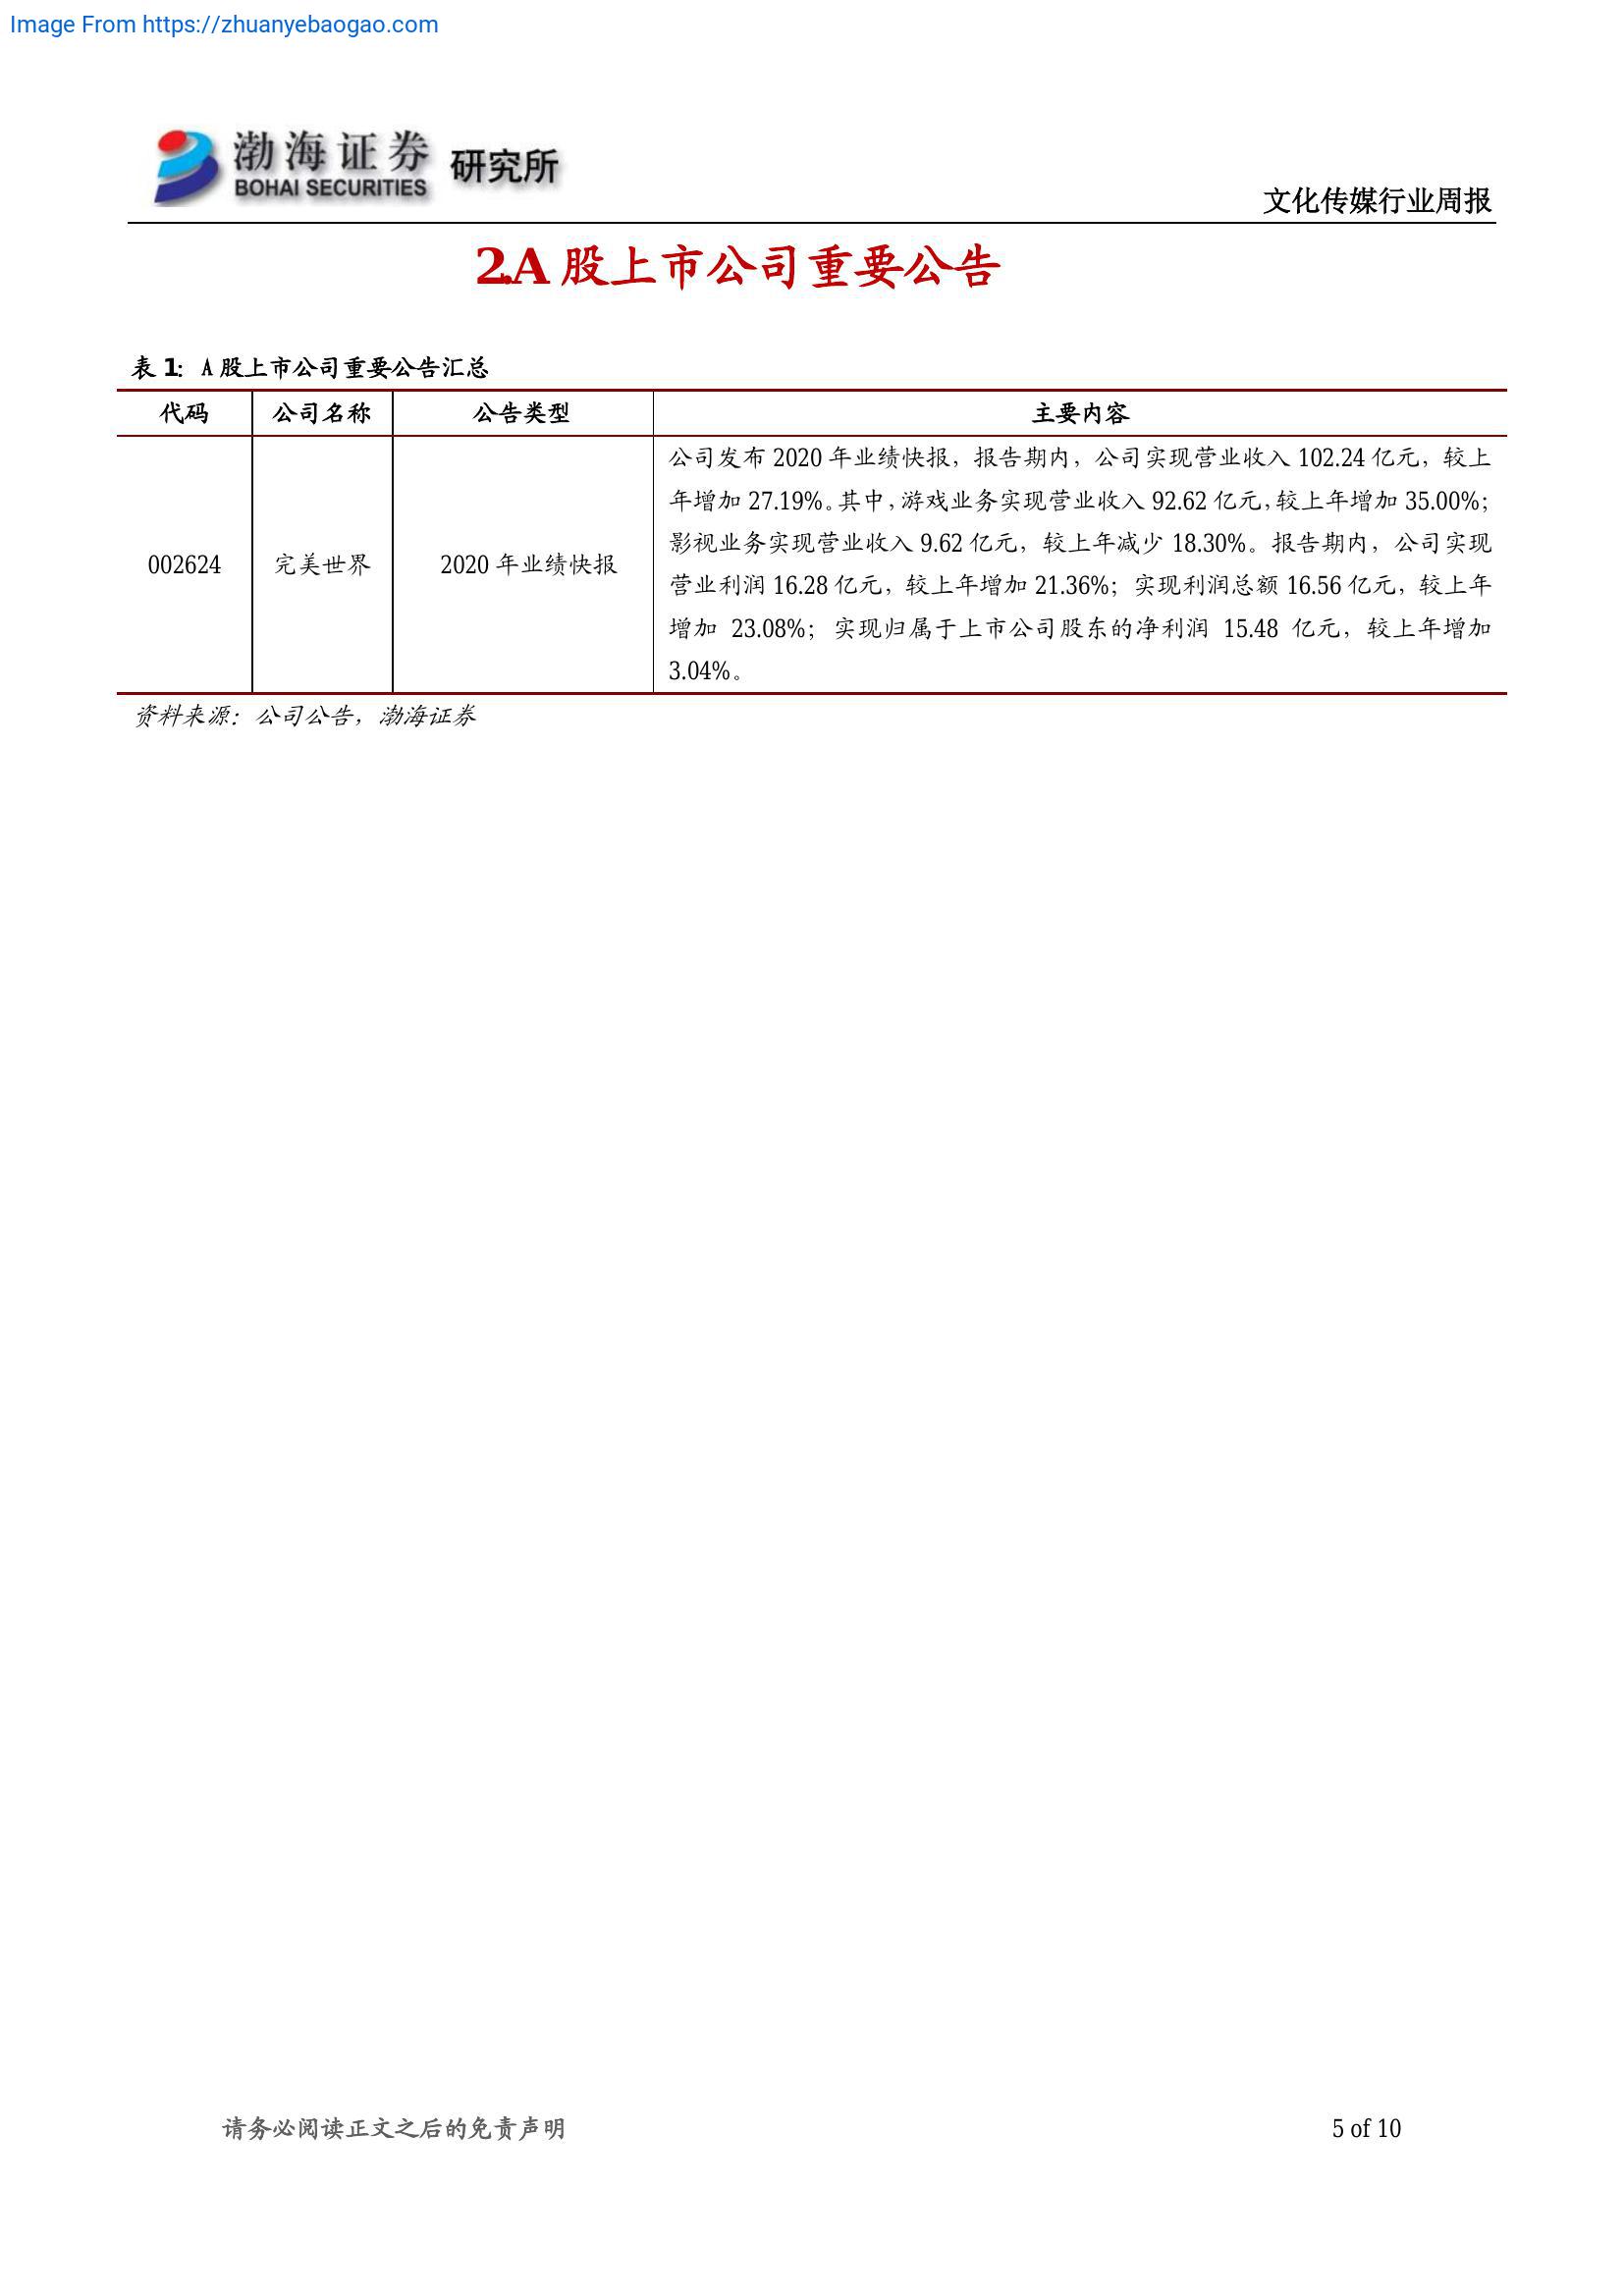 Image From https://zhuanyebaogao.com
渤海证券 研究所
BOHAI SECURITIES
文化传媒行业周报
2.A 股上市公司重要公告
表 1: A 股上市公司重要公告汇总
代码 公司名称 公告类型 主要内容
公司发布 2020 年业绩快报，报告期内，公司实现营业收入 102.24 亿元，较上
年增加 27.19%。其中，游戏业务实现营业收入 92.62 亿元，较上年增加 35.00%；
影视业务实现营业收入 9.62 亿元，较上年减少 18.30%。报告期内，公司实现
002624 完美世界 2020 年业绩快报
营业利润 16.28 亿元，较上年增加 21.36%；实现利润总额 16.56 亿元，较上年
增加 23.08%；实现归属于上市公司股东的净利润 15.48 亿元，较上年增加
3.04%。
资料来源：公司公告，渤海证券
请务必阅读正文之后的免责声明
5 of 10